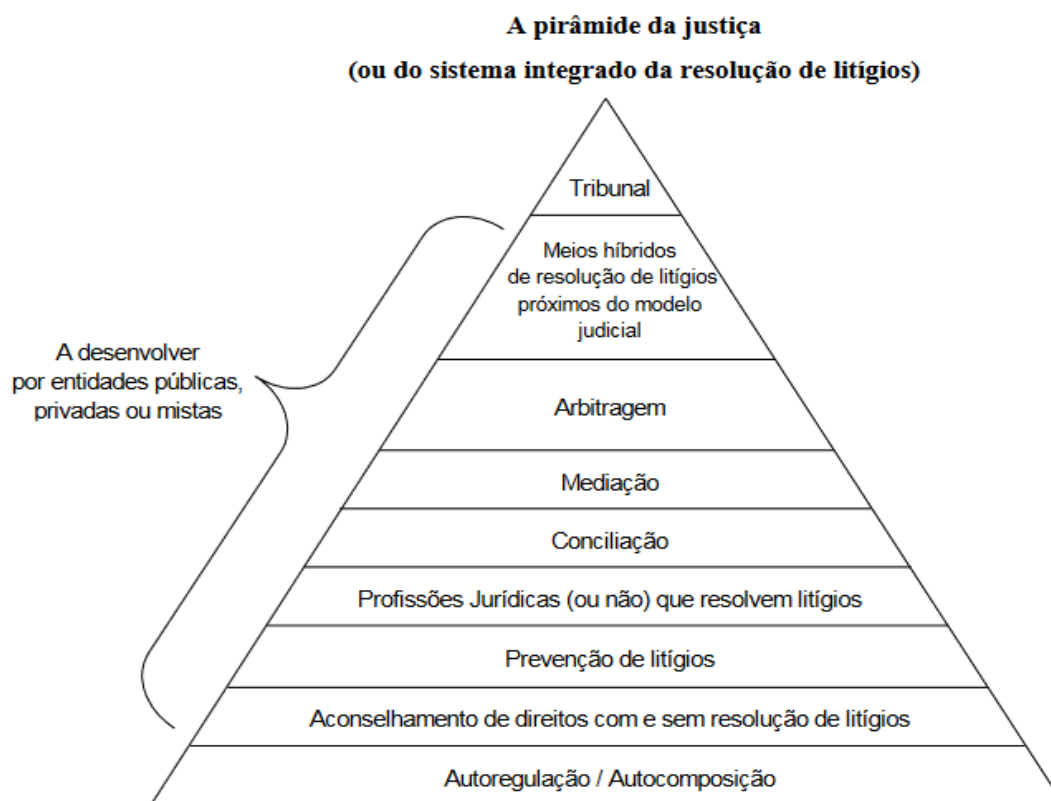 A pirâmide da justiça
(ou do sistema integrado da resolução de litígios)
Tribunal
Meios híbridos
de resolução de litígios
próximos do modelo
judicial
A desenvolver
por entidades públicas,
privadas ou mistas
Arbitragem
Mediação
Conciliação
Profissões Jurídicas (ou não) que resolvem litígios
Prevenção de litígios
Aconselhamento de direitos com e sem resolução de litígios
Autoregulação / Autocomposição